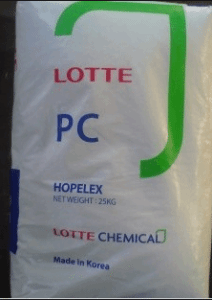 LOTTE
PC
HOPELEX
NET WEIGHT : 25KG
LOTTE CHEMICAL
Made in Korea